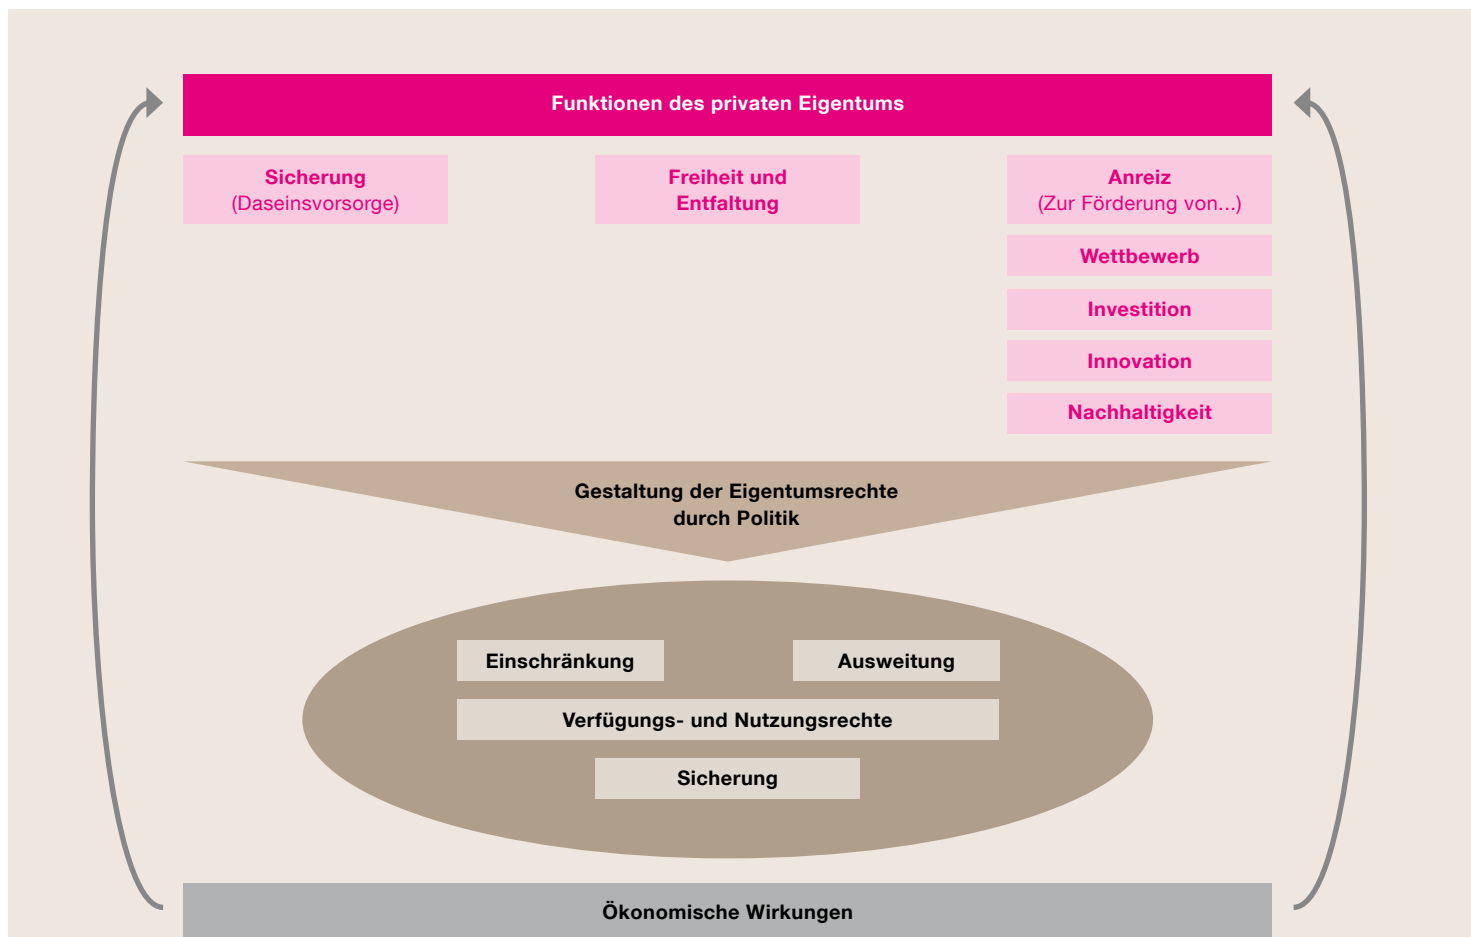 Funktionen des privaten Eigentums
Sicherung
(Daseinsvorsorge)
Freiheit und
Entfaltung
Anreiz
(Zur Förderung von...)
Wettbewerb
Investition
Innovation
Nachhaltigkeit
Gestaltung der Eigentumsrechte
durch Politik
Einschränkung
Ausweitung
Verfügungs- und Nutzungsrechte
Sicherung
Ökonomische Wirkungen